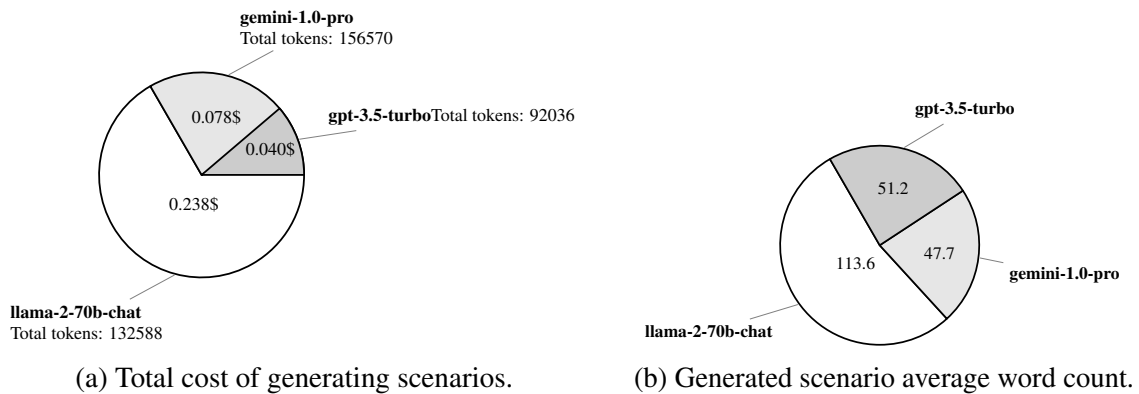 gemini-1.0-pro
Total tokens: 156570
0.078$
gpt-3.5-turboTotal tokens: 92036
0.040$
0.238$
llama-2-70b-chat
Total tokens: 132588
(a) Total cost of generating scenarios.
gpt-3.5-turbo
51.2
47.7
113.6
gemini-1.0-pro
llama-2-70b-chat
(b) Generated scenario average word count.